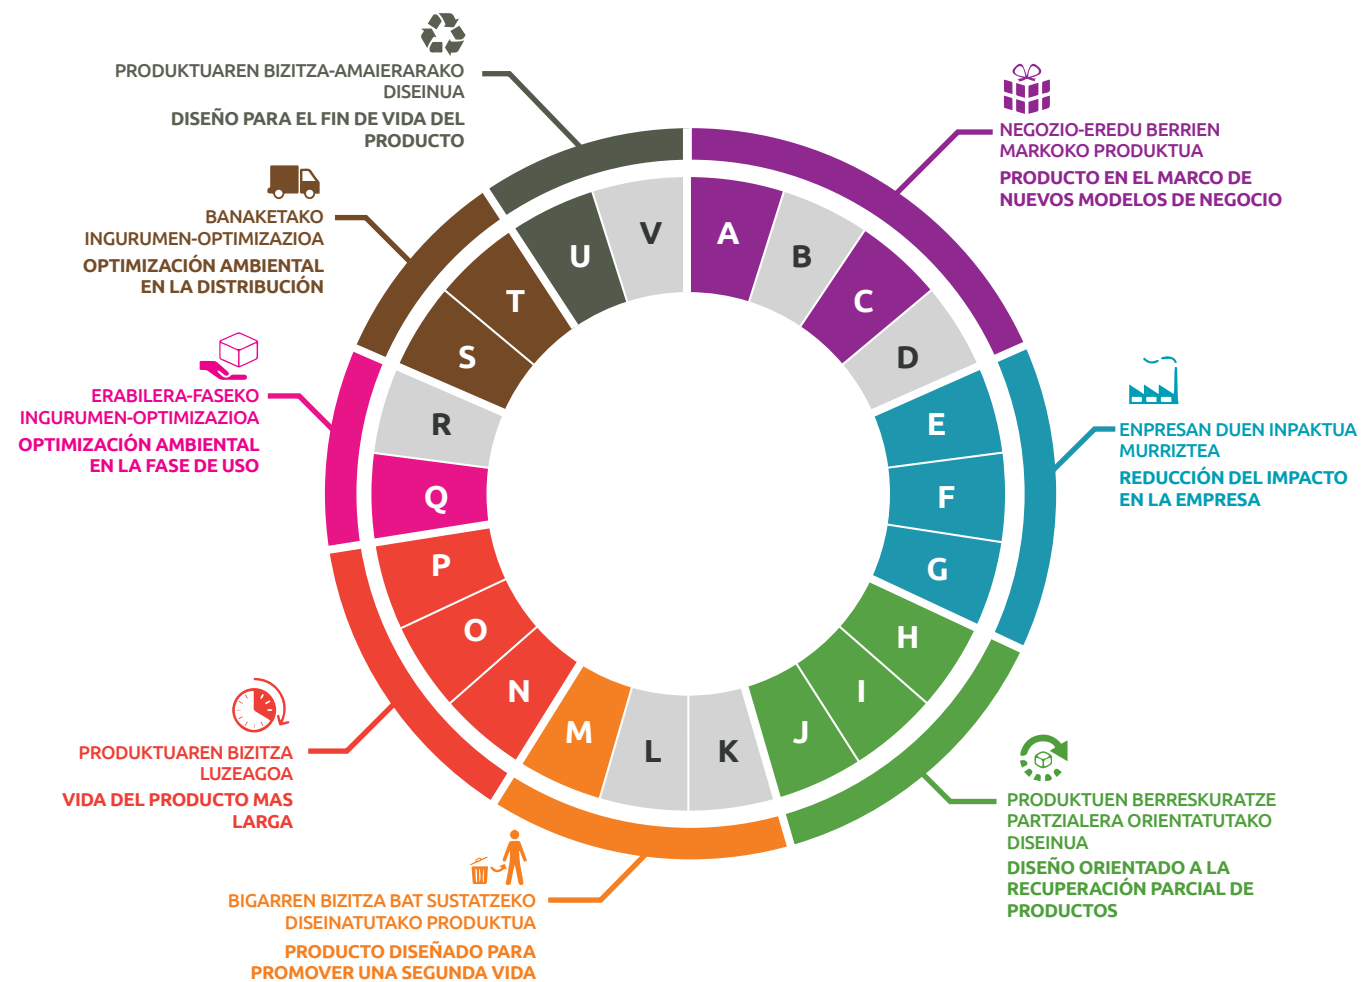 PRODUKTUAREN BIZITZA-AMAIERARAKO
DISEINUA
DISEÑO PARA EL FIN DE VIDA DEL
PRODUCTO
NEGOZIO-EREDU BERRIEN
MARKOKO PRODUKTUA
PRODUCTO EN EL MARCO DE
NUEVOS MODELOS DE NEGOCIO
BANAKETAKO
INGURUMEN-OPTIMIZAZIOA
OPTIMIZACIÓN AMBIENTAL
EN LA DISTRIBUCIÓN
ERABILERA-FASEKO
INGURUMEN-OPTIMIZAZIOA
OPTIMIZACIÓN AMBIENTAL
EN LA FASE DE USO
ENPRESAN DUEN INPAKTUA
MURRIZTEA
REDUCCIÓN DEL IMPACTO
EN LA EMPRESA
A
B
C
D
E
F
G
H
I
J
K
L
M
N
O
P
Q
R
S
T
U
V
PRODUKTUAREN BIZITZA
LUZEAGOA
VIDA DEL PRODUCTO MAS
LARGA
PRODUKTUEN BERRESKURATZE
PARTZIALERA ORIENTATUTAKO
DISEINUA
DISEÑO ORIENTADO A LA
RECUPERACIÓN PARCIAL DE
PRODUCTOS
BIGARREN BIZITZA BAT SUSTATZEKO
DISEINATUTAKO PRODUKTUA
PRODUCTO DISEÑADO PARA
PROMOVER UNA SEGUNDA VIDA